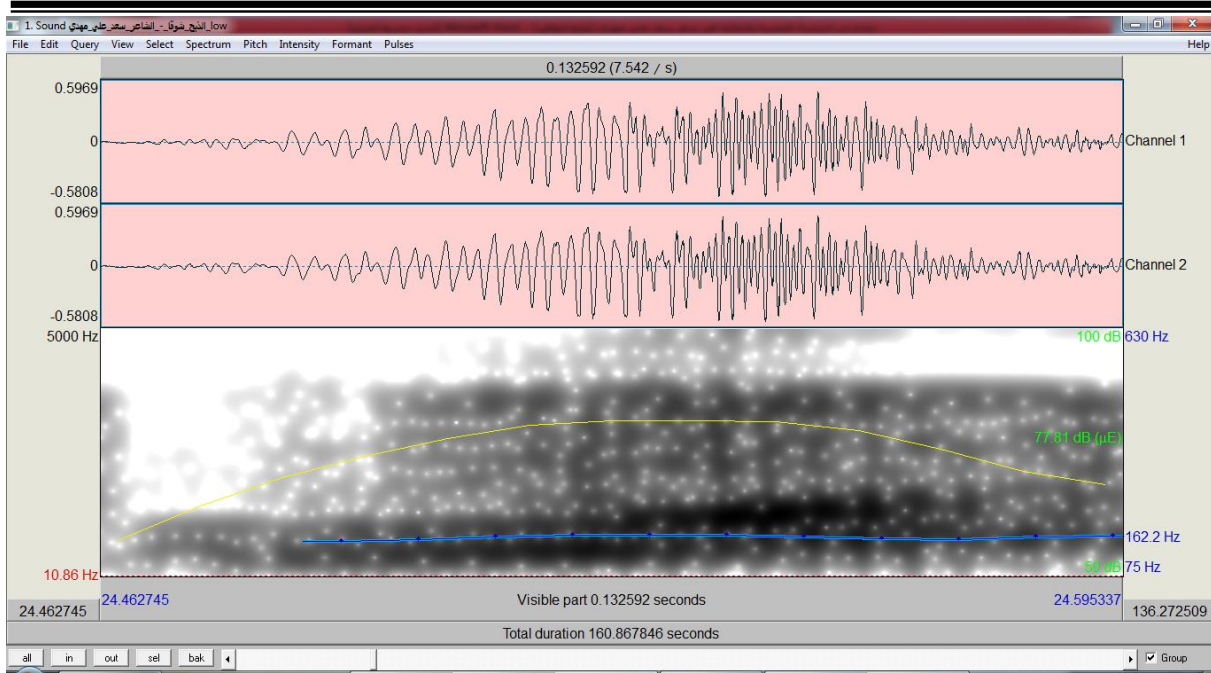 1. Sound الذبح_شوقا_-_الشاعر_سعد_علي_مهدي_low
File Edit Query View Select Spectrum Pitch Intensity Formant Pulses Help
0.132592 (7.542 / s)
0.5969
0
-0.5808
Channel 1
0.5969
0
-0.5808
Channel 2
5000 Hz
100 dB 630 Hz
77.81 dB (µE)
162.2 Hz
10.86 Hz
50 dB 75 Hz
24.462745 24.462745 Visible part 0.132592 seconds 24.595337 136.272509
Total duration 160.867846 seconds
all in out sel bak Group